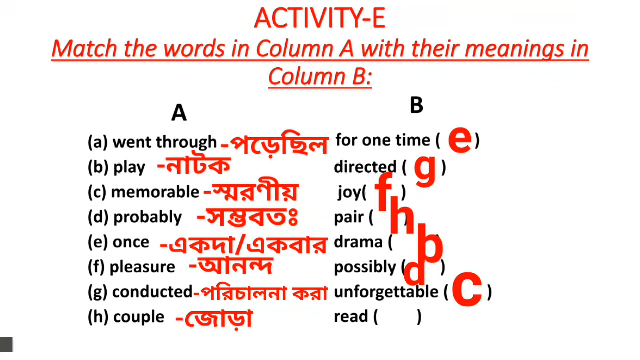 ACTIVITY-E
Match the words in Column A with their meanings in
Column B:
A B
(a) went through -পড়েছিল for one time ( e )
(b) play -নাটক directed ( g )
(c) memorable -স্মরণীয় joy( f )
(d) probably -সম্ভবতঃ pair ( h )
(e) once -একদা/একবার drama ( b )
(f) pleasure -আনন্দ possibly ( d )
(g) conducted -পরিচালনা করা unforgettable ( c )
(h) couple -জোড়া read ( )